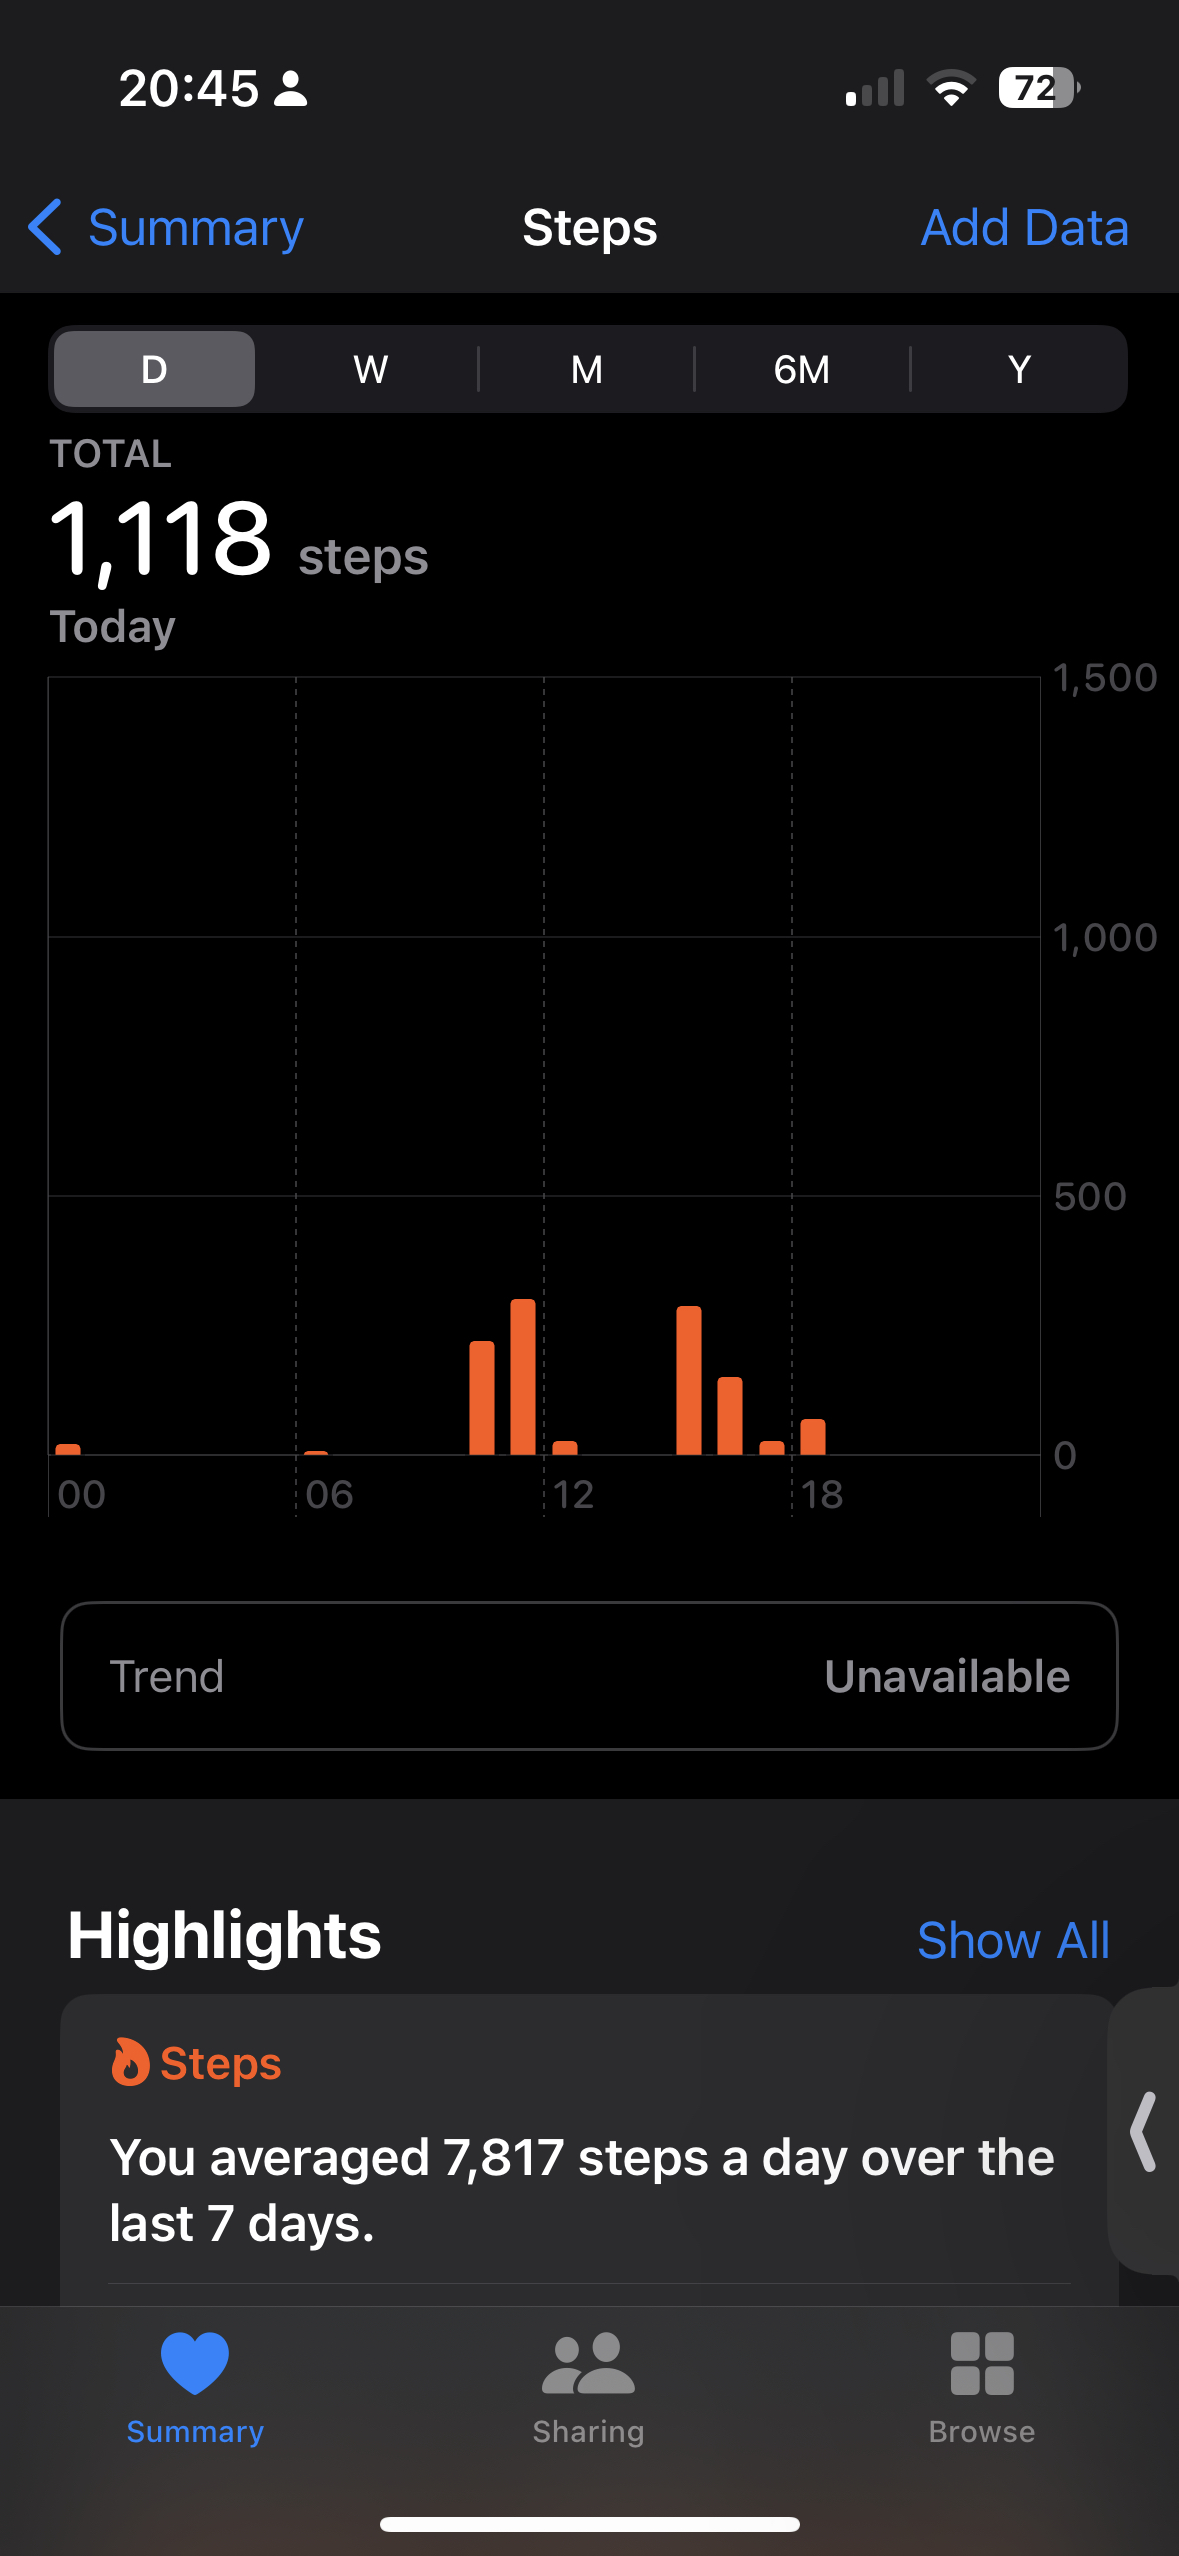 20:45
72
Summary
Steps
Add Data
D
W
M
6M
Y
TOTAL
1,118 steps
Today
1,500
1,000
500
0
00
06
12
18
Trend
Unavailable
Highlights
Show All
Steps
You averaged 7,817 steps a day over the
last 7 days.
Summary
Sharing
Browse